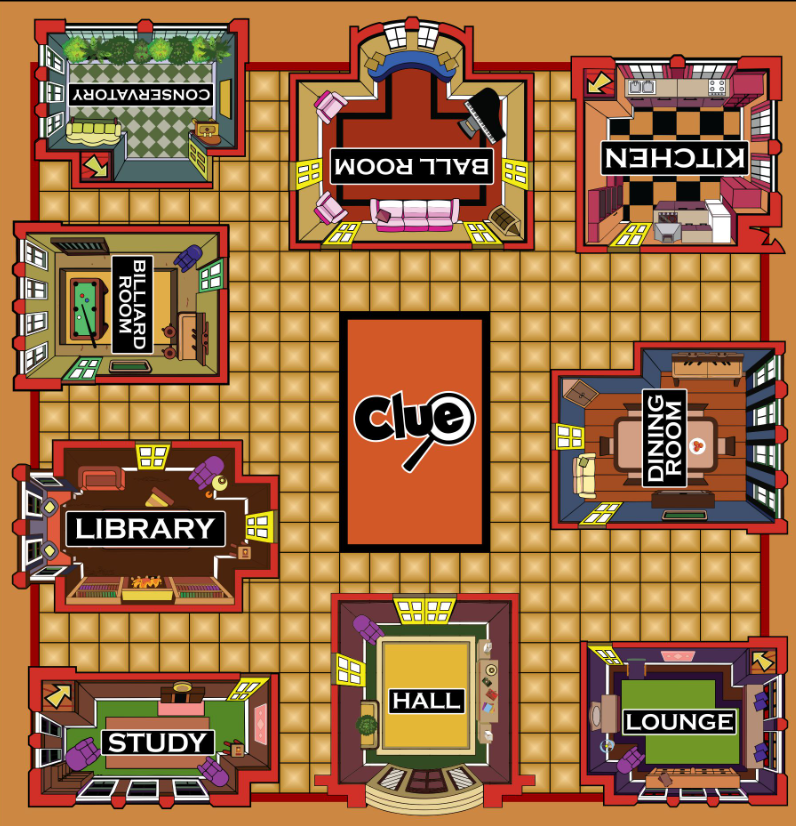 CONSERVATORY
BALL ROOM
KITCHEN
BILLIARD
ROOM
Clue
DINING
ROOM
LIBRARY
HALL
LOUNGE
STUDY